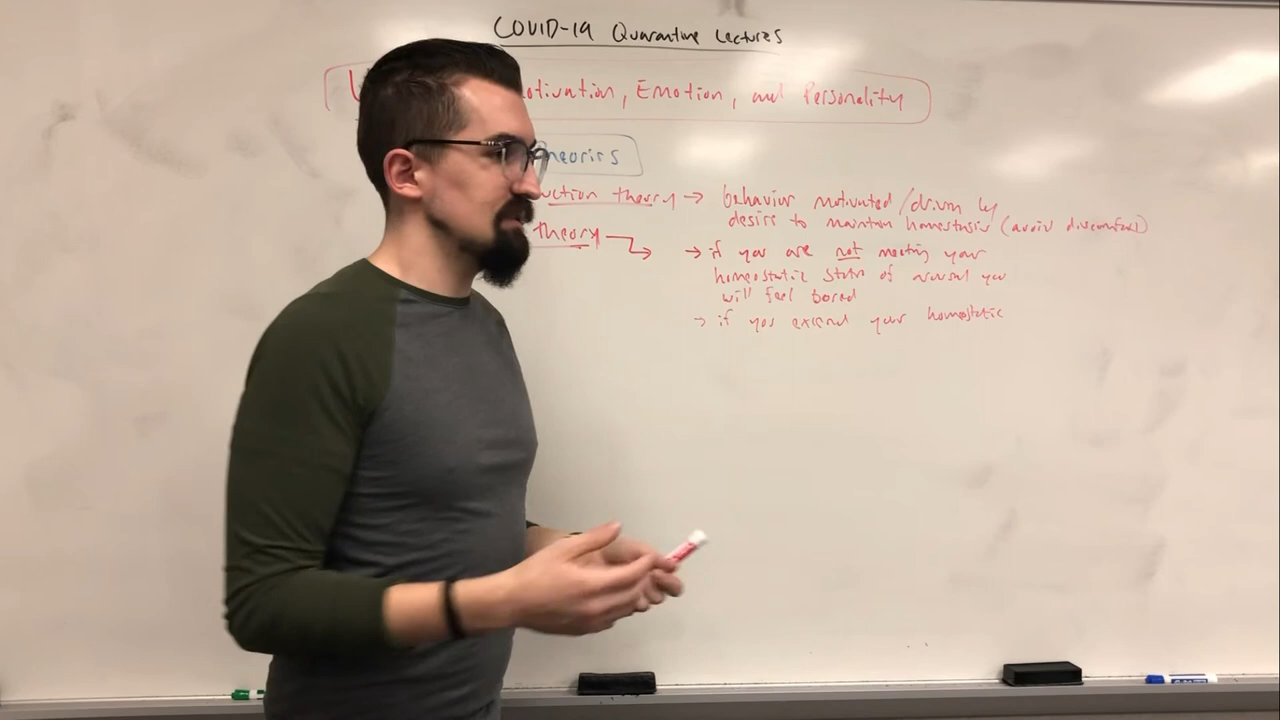 COVID-19 Quarantine Lectures
otivation, Emotion, and Personality
heories
uction theory → behavior motivated/driven by
desire to maintain homeostasis (avoid discomfort)
theory → if you are not meeting your
homeostatic state of arousal you
will feel bored
→ if you exceed your homeostatic